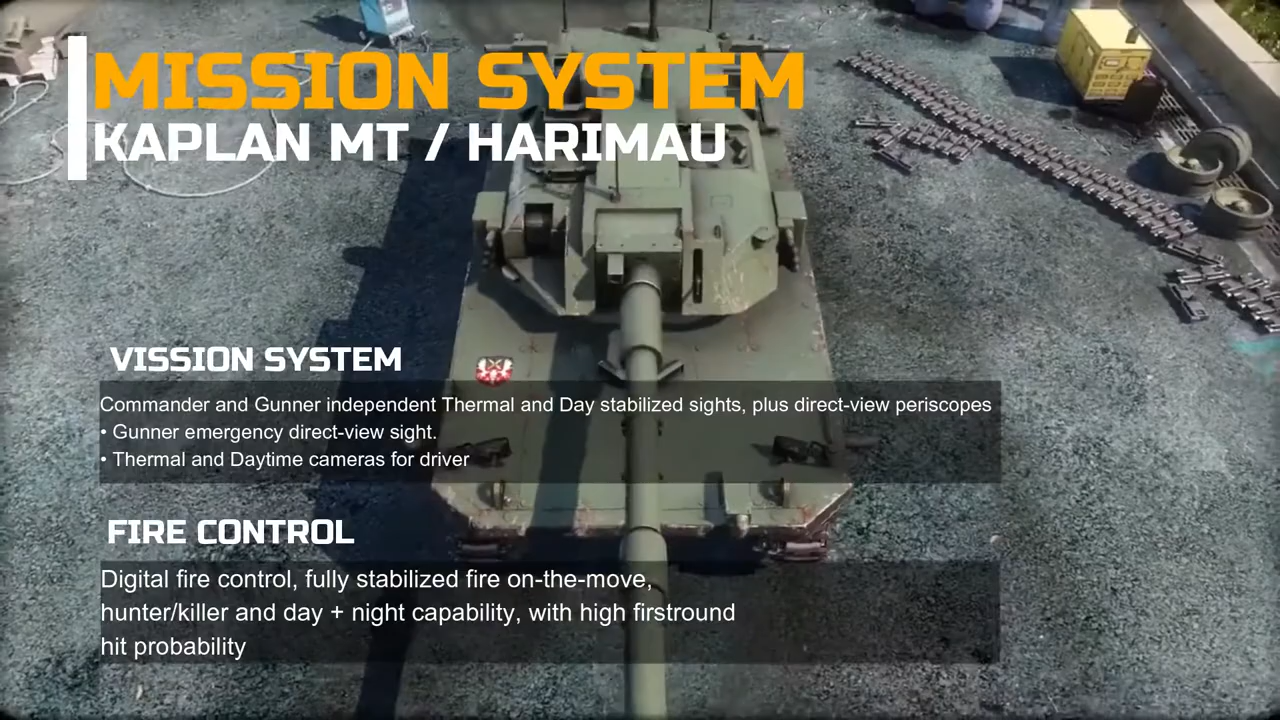 MISSION SYSTEM
KAPLAN MT / HARIMAU
VISSION SYSTEM
Commander and Gunner independent Thermal and Day stabilized sights, plus direct-view periscopes
• Gunner emergency direct-view sight.
• Thermal and Daytime cameras for driver
FIRE CONTROL
Digital fire control, fully stabilized fire on-the-move,
hunter/killer and day + night capability, with high firstround
hit probability